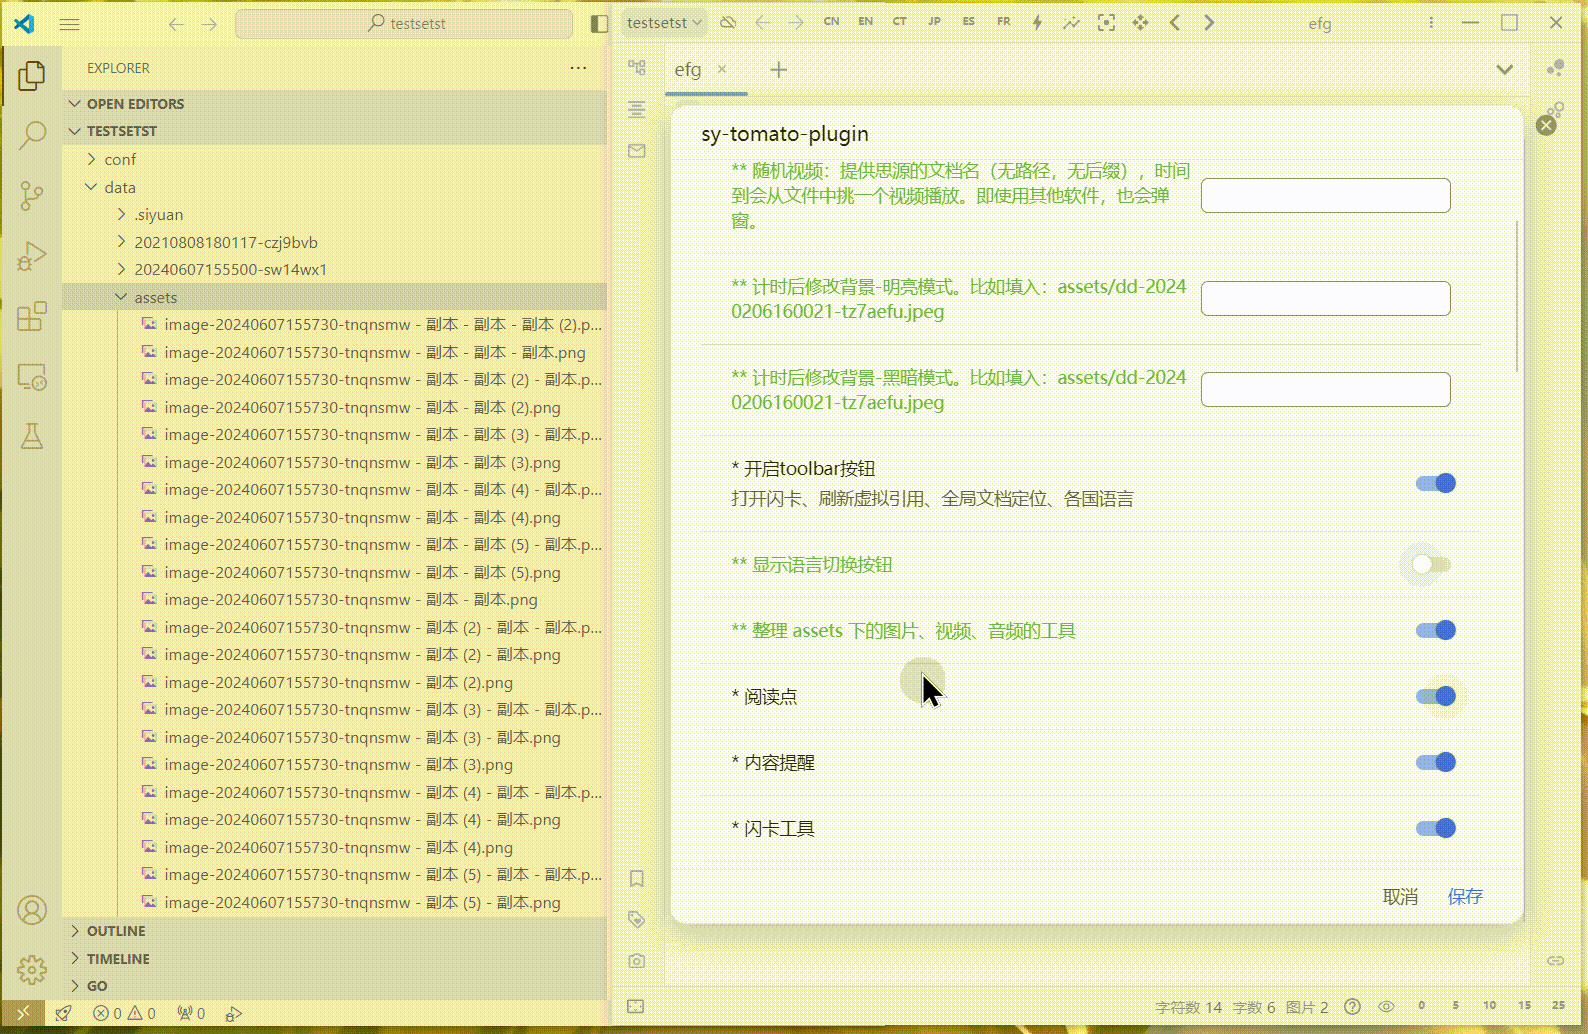 testsetst
EXPLORER
OPEN EDITORS
TESTSETST
conf
data
.siyuan
20210808180117-czj9bvb
20240607155500-sw14wx1
assets
image-20240607155730-tnqnsmw - 副本 - 副本 - 副本 (2).p...
image-20240607155730-tnqnsmw - 副本 - 副本 - 副本.png
image-20240607155730-tnqnsmw - 副本 - 副本 (2) - 副本.p...
image-20240607155730-tnqnsmw - 副本 - 副本 (2).png
image-20240607155730-tnqnsmw - 副本 - 副本 (3) - 副本.p...
image-20240607155730-tnqnsmw - 副本 - 副本 (3).png
image-20240607155730-tnqnsmw - 副本 - 副本 (4) - 副本.p...
image-20240607155730-tnqnsmw - 副本 - 副本 (4).png
image-20240607155730-tnqnsmw - 副本 - 副本 (5) - 副本.p...
image-20240607155730-tnqnsmw - 副本 - 副本 (5).png
image-20240607155730-tnqnsmw - 副本 - 副本.png
image-20240607155730-tnqnsmw - 副本 (2) - 副本 - 副本.p...
image-20240607155730-tnqnsmw - 副本 (2) - 副本.png
image-20240607155730-tnqnsmw - 副本 (2).png
image-20240607155730-tnqnsmw - 副本 (3) - 副本 - 副本.p...
image-20240607155730-tnqnsmw - 副本 (3) - 副本.png
image-20240607155730-tnqnsmw - 副本 (3).png
image-20240607155730-tnqnsmw - 副本 (4) - 副本 - 副本.p...
image-20240607155730-tnqnsmw - 副本 (4) - 副本.png
image-20240607155730-tnqnsmw - 副本 (4).png
image-20240607155730-tnqnsmw - 副本 (5) - 副本 - 副本.p...
image-20240607155730-tnqnsmw - 副本 (5) - 副本.png
OUTLINE
TIMELINE
GO
0 0 0
testsetst CN EN CT JP ES FR efg
efg
sy-tomato-plugin
** 随机视频：提供思源的文档名（无路径，无后缀），时间
到会从文件中挑一个视频播放。即使用其他软件，也会弹
窗。
** 计时后修改背景-明亮模式。比如填入：assets/dd-2024
0206160021-tz7aefu.jpeg
** 计时后修改背景-黑暗模式。比如填入：assets/dd-2024
0206160021-tz7aefu.jpeg
* 开启toolbar按钮
打开闪卡、刷新虚拟引用、全局文档定位、各国语言
** 显示语言切换按钮
** 整理 assets 下的图片、视频、音频的工具
* 阅读点
* 内容提醒
* 闪卡工具
取消 保存
字符数 14 字数 6 图片 2 0 5 10 15 25